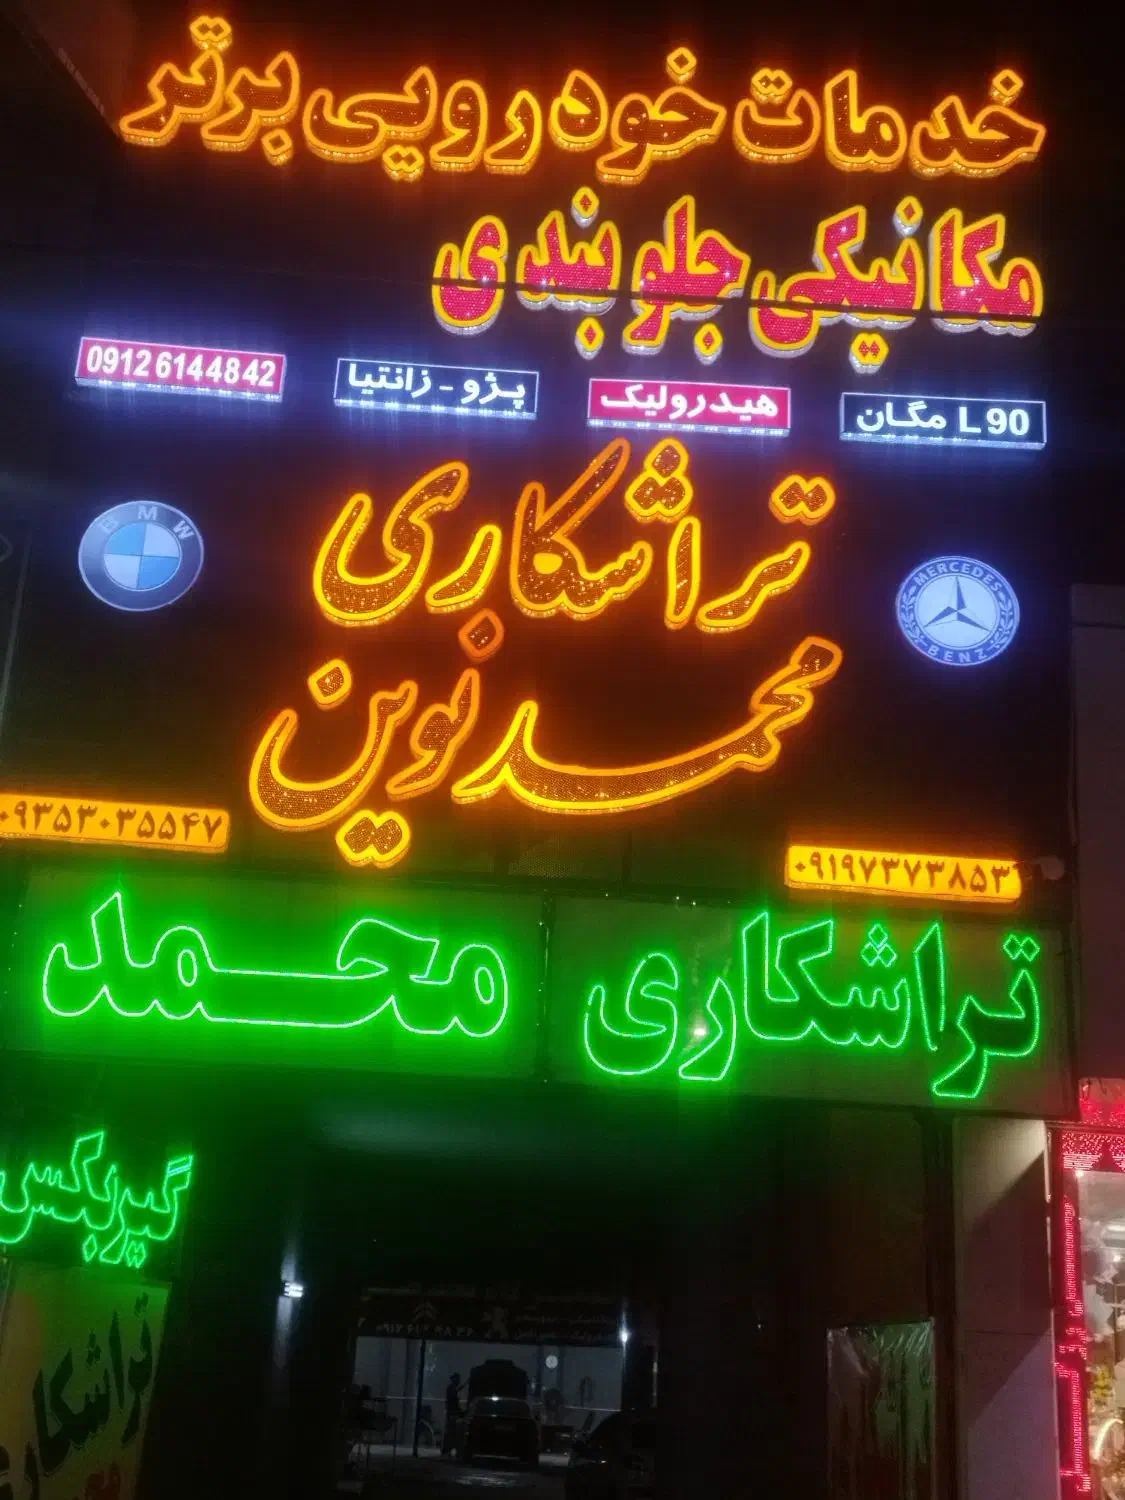 خدمات خودرویی برتر
مکانیکی جلوبندی
L90 مگان
هیدرولیک
پژو - زانتیا
09126144842
BMW
MERCEDES BENZ
تراشکاری
محمد نوین
۰۹۱۹۷۳۷۳۸۵۳
۰۹۳۵۳۰۳۵۵۴۷
تراشکاری محمد
گیربکس
تراشکاری